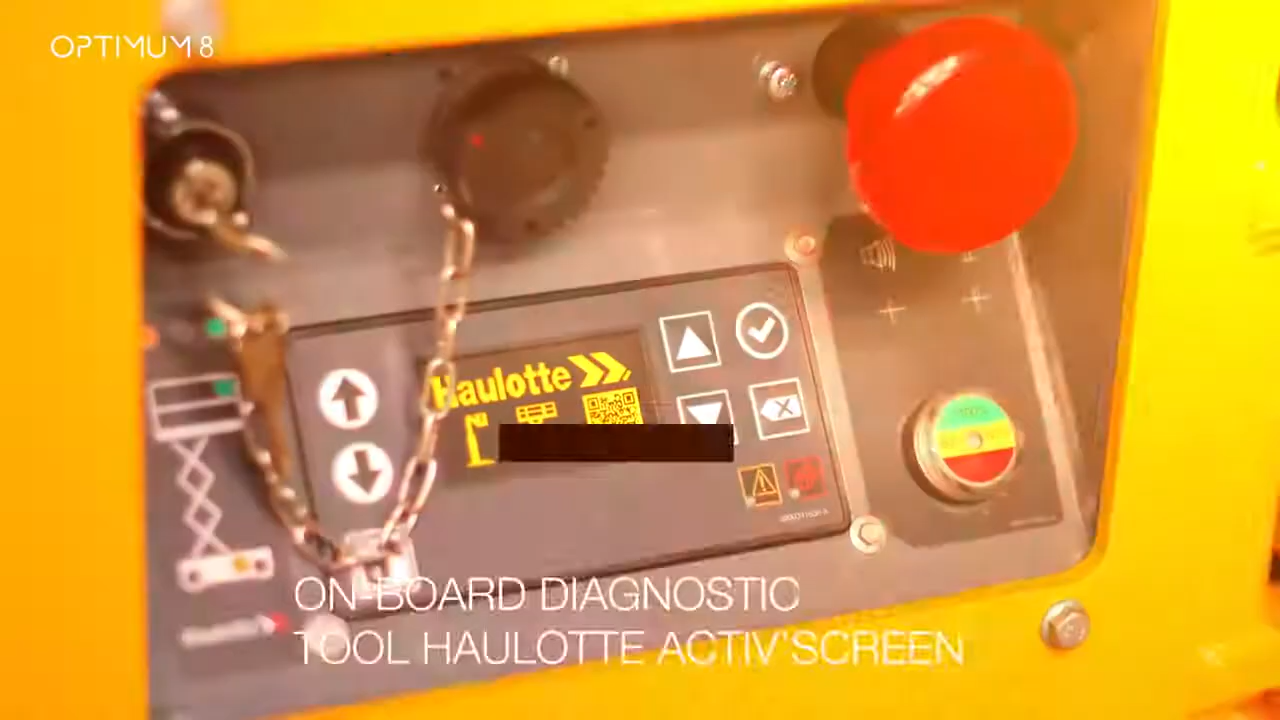 OPTIMUM 8
Haulotte
ON-BOARD DIAGNOSTIC
TOOL HAULOTTE ACTIV'SCREEN